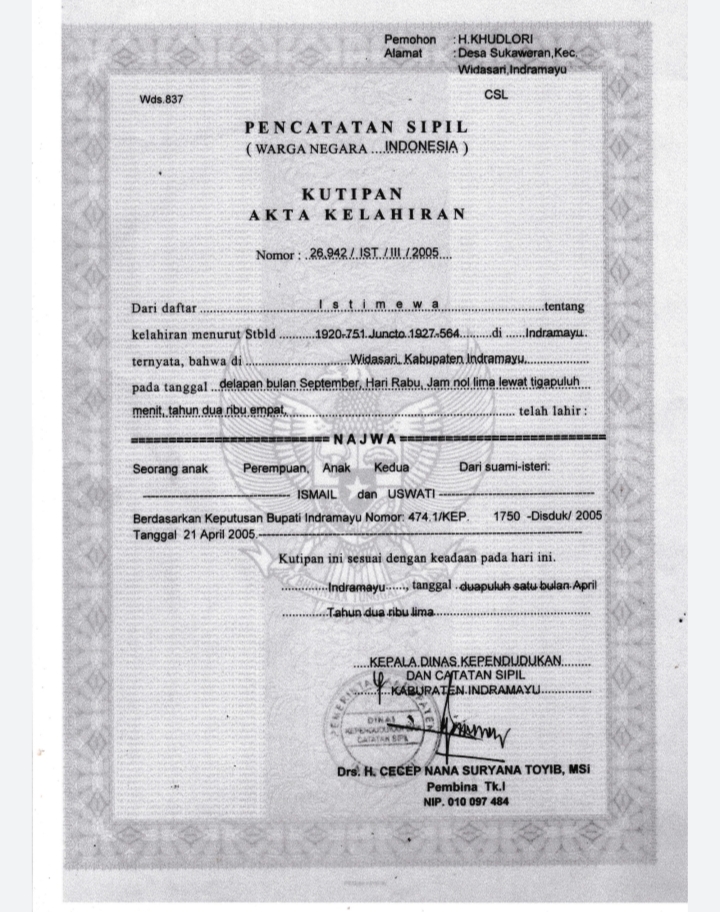 Pemohon : H.KHUDLORI
Alamat : Desa Sukaweran,Kec.
Widasari,Indramayu
Wds.837 CSL
PENCATATAN SIPIL
( WARGA NEGARA ...INDONESIA )
KUTIPAN
AKTA KELAHIRAN
Nomor : 26.942 / IST / III / 2005
Dari daftar Istimewa tentang
kelahiran menurut Stbld 1920-751 Juncto 1927-564 di Indramayu.
ternyata, bahwa di Widasari, Kabupaten Indramayu,
pada tanggal delapan bulan September, Hari Rabu, Jam nol lima lewat tigapuluh
menit, tahun dua ribu empat, telah lahir :
NAJWA
Seorang anak Perempuan, Anak Kedua Dari suami-isteri:
ISMAIL dan USWATI
Berdasarkan Keputusan Bupati Indramayu Nomor: 474.1/KEP. 1750 -Disduk/ 2005
Tanggal 21 April 2005.
Kutipan ini sesuai dengan keadaan pada hari ini.
Indramayu, tanggal duapuluh satu bulan April
Tahun dua ribu lima
KEPALA DINAS KEPENDUDUKAN
DAN CATATAN SIPIL
KABUPATEN INDRAMAYU
DINAS
KEPENDUDUKAN DAN
CATATAN SIPIL
Drs. H. CECEP NANA SURYANA TOYIB, MSi
Pembina Tk.I
NIP. 010 097 484